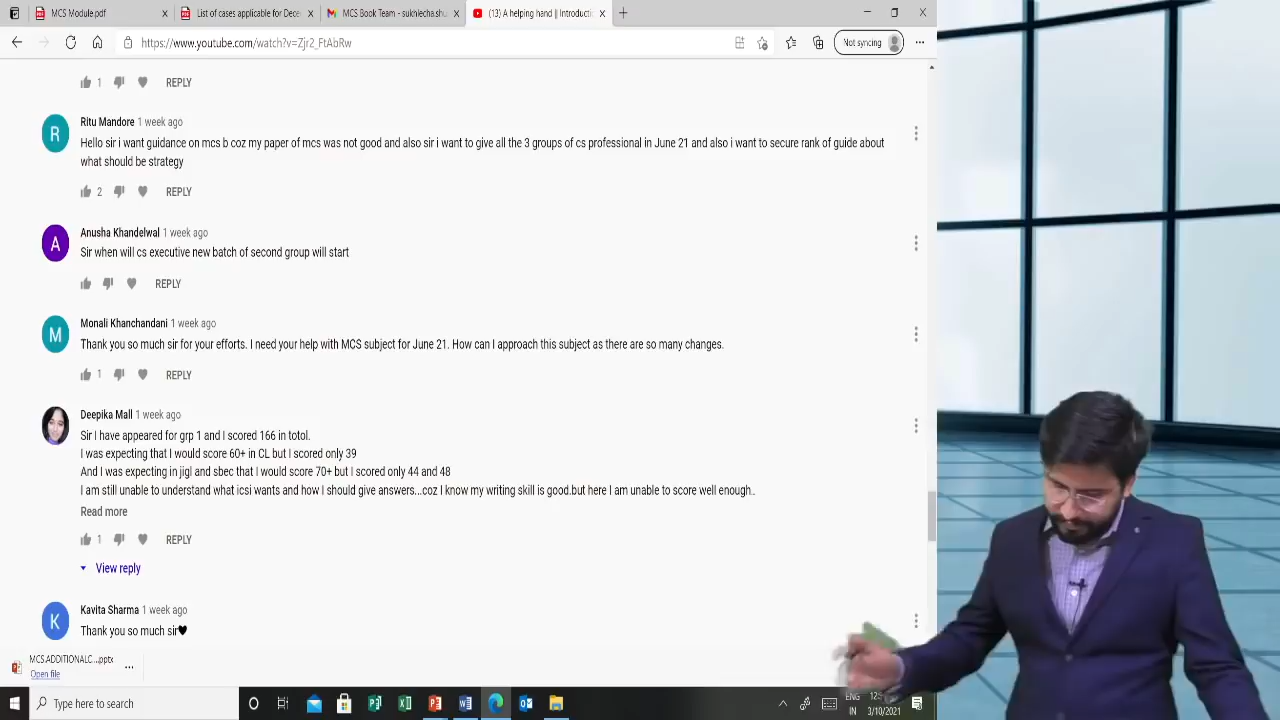 MCS Module.pdf
List of cases applicable for Dece
MCS Book Team - sukhlecha
(13) A helping hand || Introducti
https://www.youtube.com/watch?v=Zjr2_FtAbRw
Not syncing
1 REPLY
Ritu Mandore 1 week ago
Hello sir i want guidance on mcs b coz my paper of mcs was not good and also sir i want to give all the 3 groups of cs professional in June 21 and also i want to secure rank of guide about
what should be strategy
2 REPLY
Anusha Khandelwal 1 week ago
Sir when will cs executive new batch of second group will start
REPLY
Monali Khanchandani 1 week ago
Thank you so much sir for your efforts. I need your help with MCS subject for June 21. How can I approach this subject as there are so many changes.
1 REPLY
Deepika Mall 1 week ago
Sir I have appeared for grp 1 and I scored 166 in totol.
I was expecting that I would score 60+ in CL but I scored only 39
And I was expecting in jigl and sbec that I would score 70+ but I scored only 44 and 48
I am still unable to understand what icsi wants and how I should give answers...coz I know my writing skill is good.but here I am unable to score well enough..
Read more
1 REPLY
View reply
Kavita Sharma 1 week ago
Thank you so much sir♥
MCS.ADDITIONALC....pptx
Open file
Type here to search
ENG
IN
3/10/2021